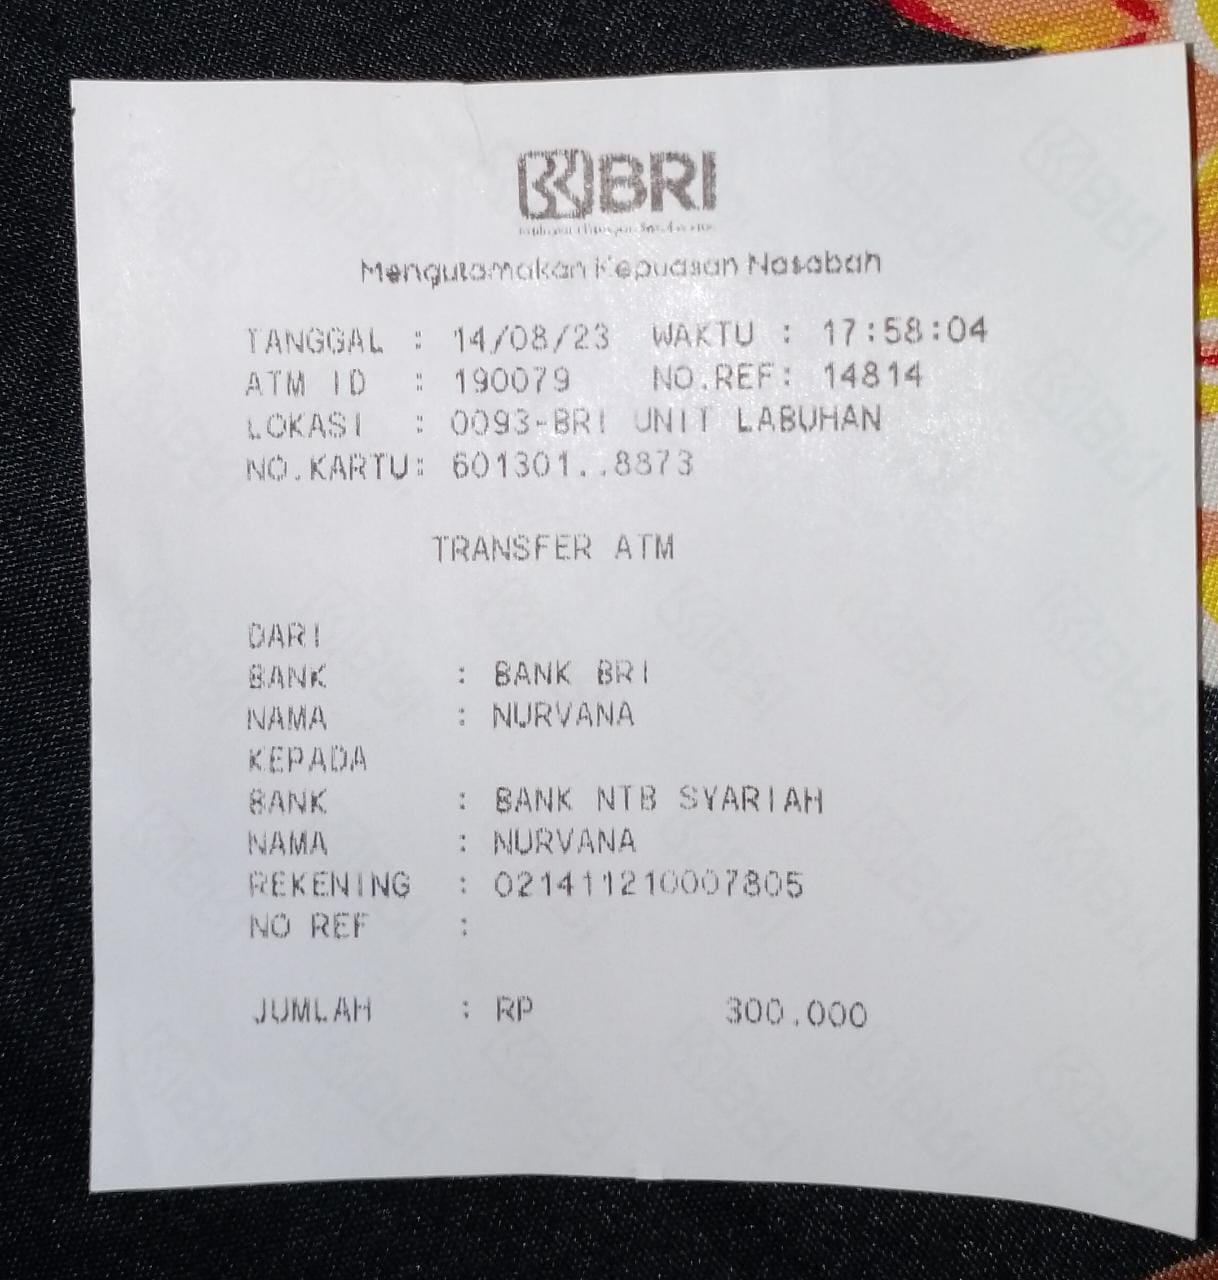 BRI
Mengutamakan Kepuasan Nasabah
TANGGAL : 14/08/23 WAKTU : 17:58:04
ATM ID : 190079 NO.REF: 14814
LOKASI : 0093-BRI UNIT LABUHAN
NO.KARTU: 601301..8873
TRANSFER ATM
DARI
BANK : BANK BRI
NAMA : NURVANA
KEPADA
BANK : BANK NTB SYARIAH
NAMA : NURVANA
REKENING : 021411210007805
NO REF :
JUMLAH : RP 300.000